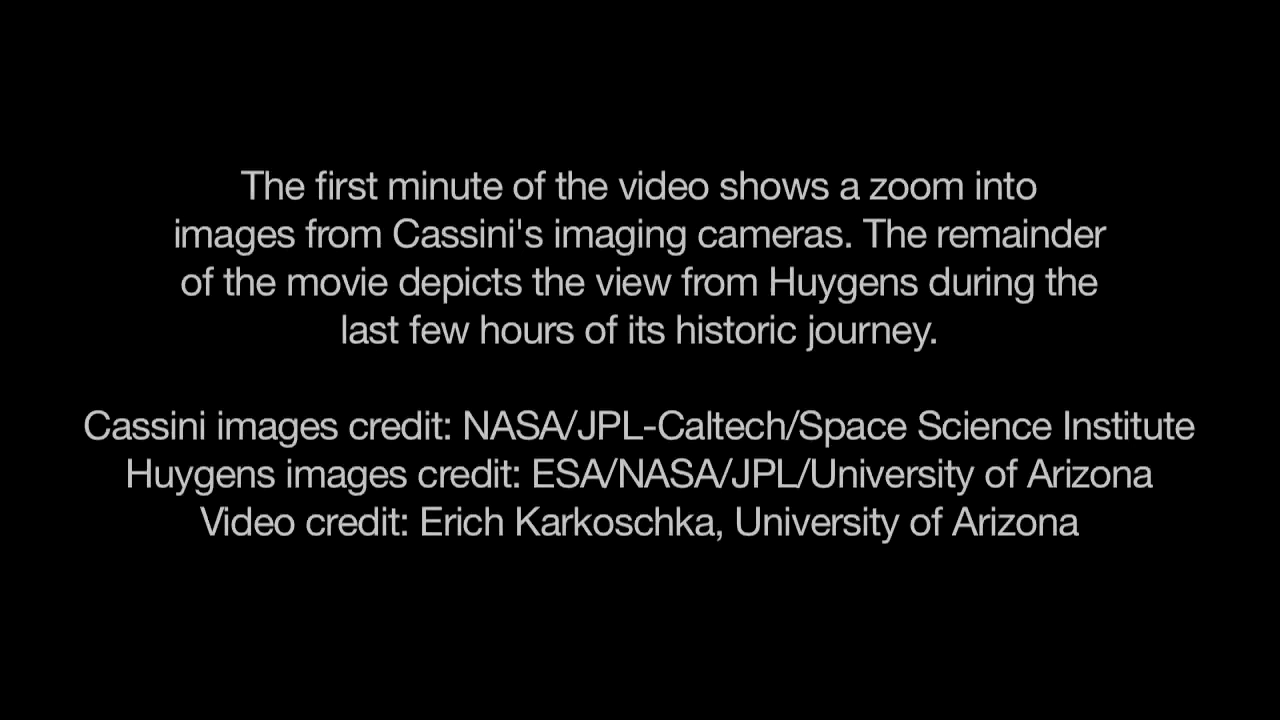 The first minute of the video shows a zoom into
images from Cassini's imaging cameras. The remainder
of the movie depicts the view from Huygens during the
last few hours of its historic journey.
Cassini images credit: NASA/JPL-Caltech/Space Science Institute
Huygens images credit: ESA/NASA/JPL/University of Arizona
Video credit: Erich Karkoschka, University of Arizona